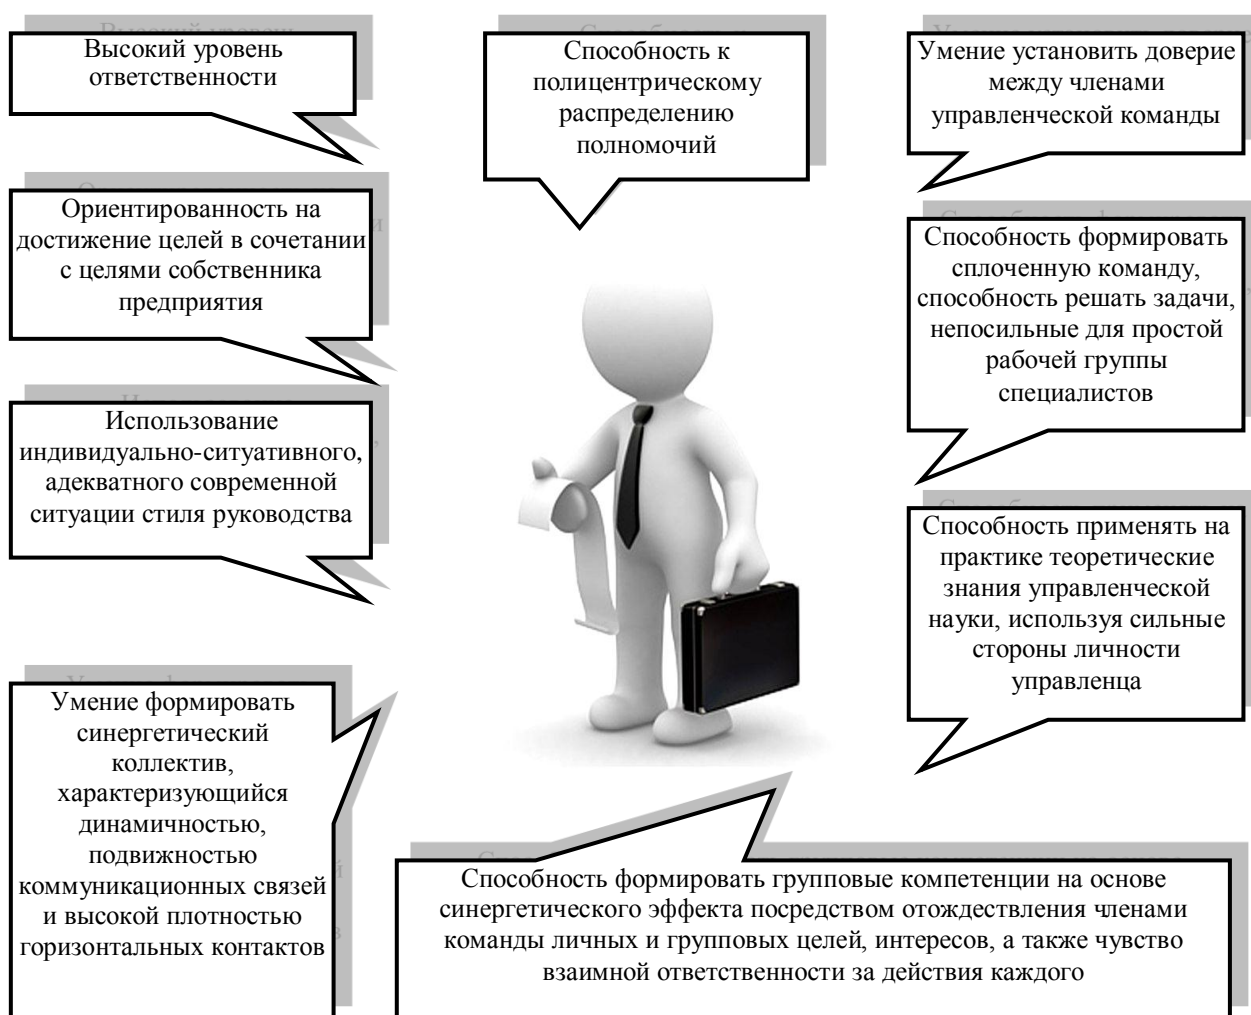 Высокий уровень
ответственности
Способность к
полицентрическому
распределению
полномочий
Умение установить доверие
между членами
управленческой команды
Ориентированность на
достижение целей в сочетании
с целями собственника
предприятия
Способность формировать
сплоченную команду,
способность решать задачи,
непосильные для простой
рабочей группы
специалистов
Использование
индивидуально-ситуативного,
адекватного современной
ситуации стиля руководства
Способность применять на
практике теоретические
знания управленческой
науки, используя сильные
стороны личности
управленца
Умение формировать
синергетический
коллектив,
характеризующийся
динамичностью,
подвижностью
коммуникационных связей
и высокой плотностью
горизонтальных контактов
Способность формировать групповые компетенции на основе
синергетического эффекта посредством отождествления членами
команды личных и групповых целей, интересов, а также чувство
взаимной ответственности за действия каждого